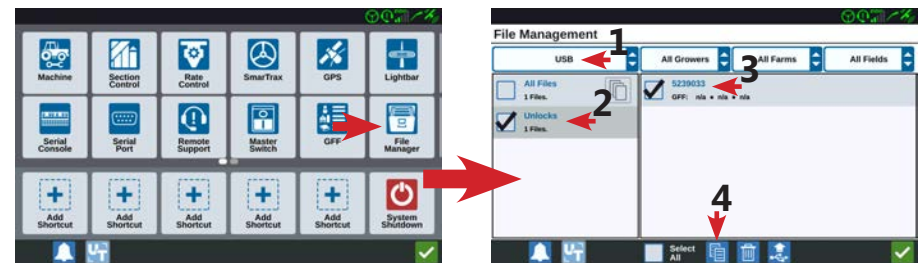 Machine
Section Control
Rate Control
SmarTrax
GPS
Lightbar
Serial Console
Serial Port
Remote Support
Master Switch
GFF
File Manager
Add Shortcut
Add Shortcut
Add Shortcut
Add Shortcut
Add Shortcut
System Shutdown
UT
File Management
1
USB
All Growers
All Farms
All Fields
3
All Files
1 Files.
5239033
GFF: n/a • n/a • n/a
2
Unlocks
1 Files.
4
UT
Select All